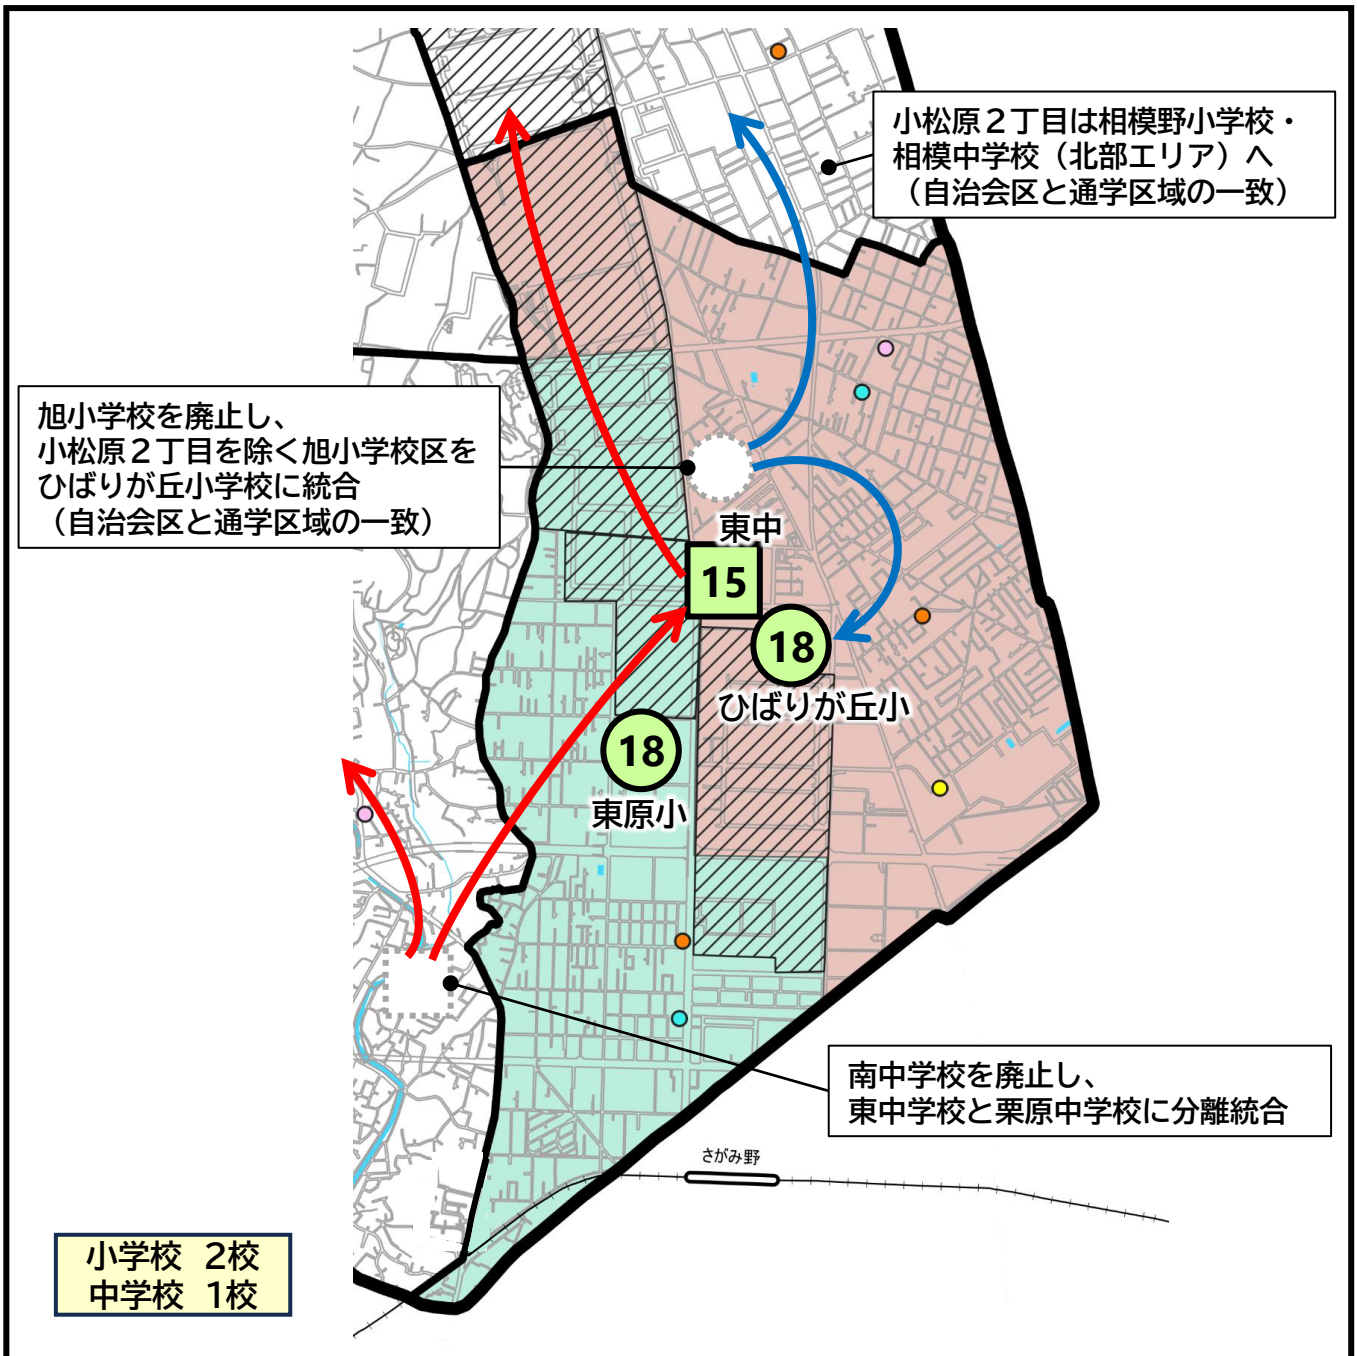 小松原２丁目は相模野小学校・
相模中学校（北部エリア）へ
（自治会区と通学区域の一致）
旭小学校を廃止し、
小松原２丁目を除く旭小学校区を
ひばりが丘小学校に統合
（自治会区と通学区域の一致）
東中
15
18
ひばりが丘小
18
東原小
南中学校を廃止し、
東中学校と栗原中学校に分離統合
さがみ野
小学校 2校
中学校 1校